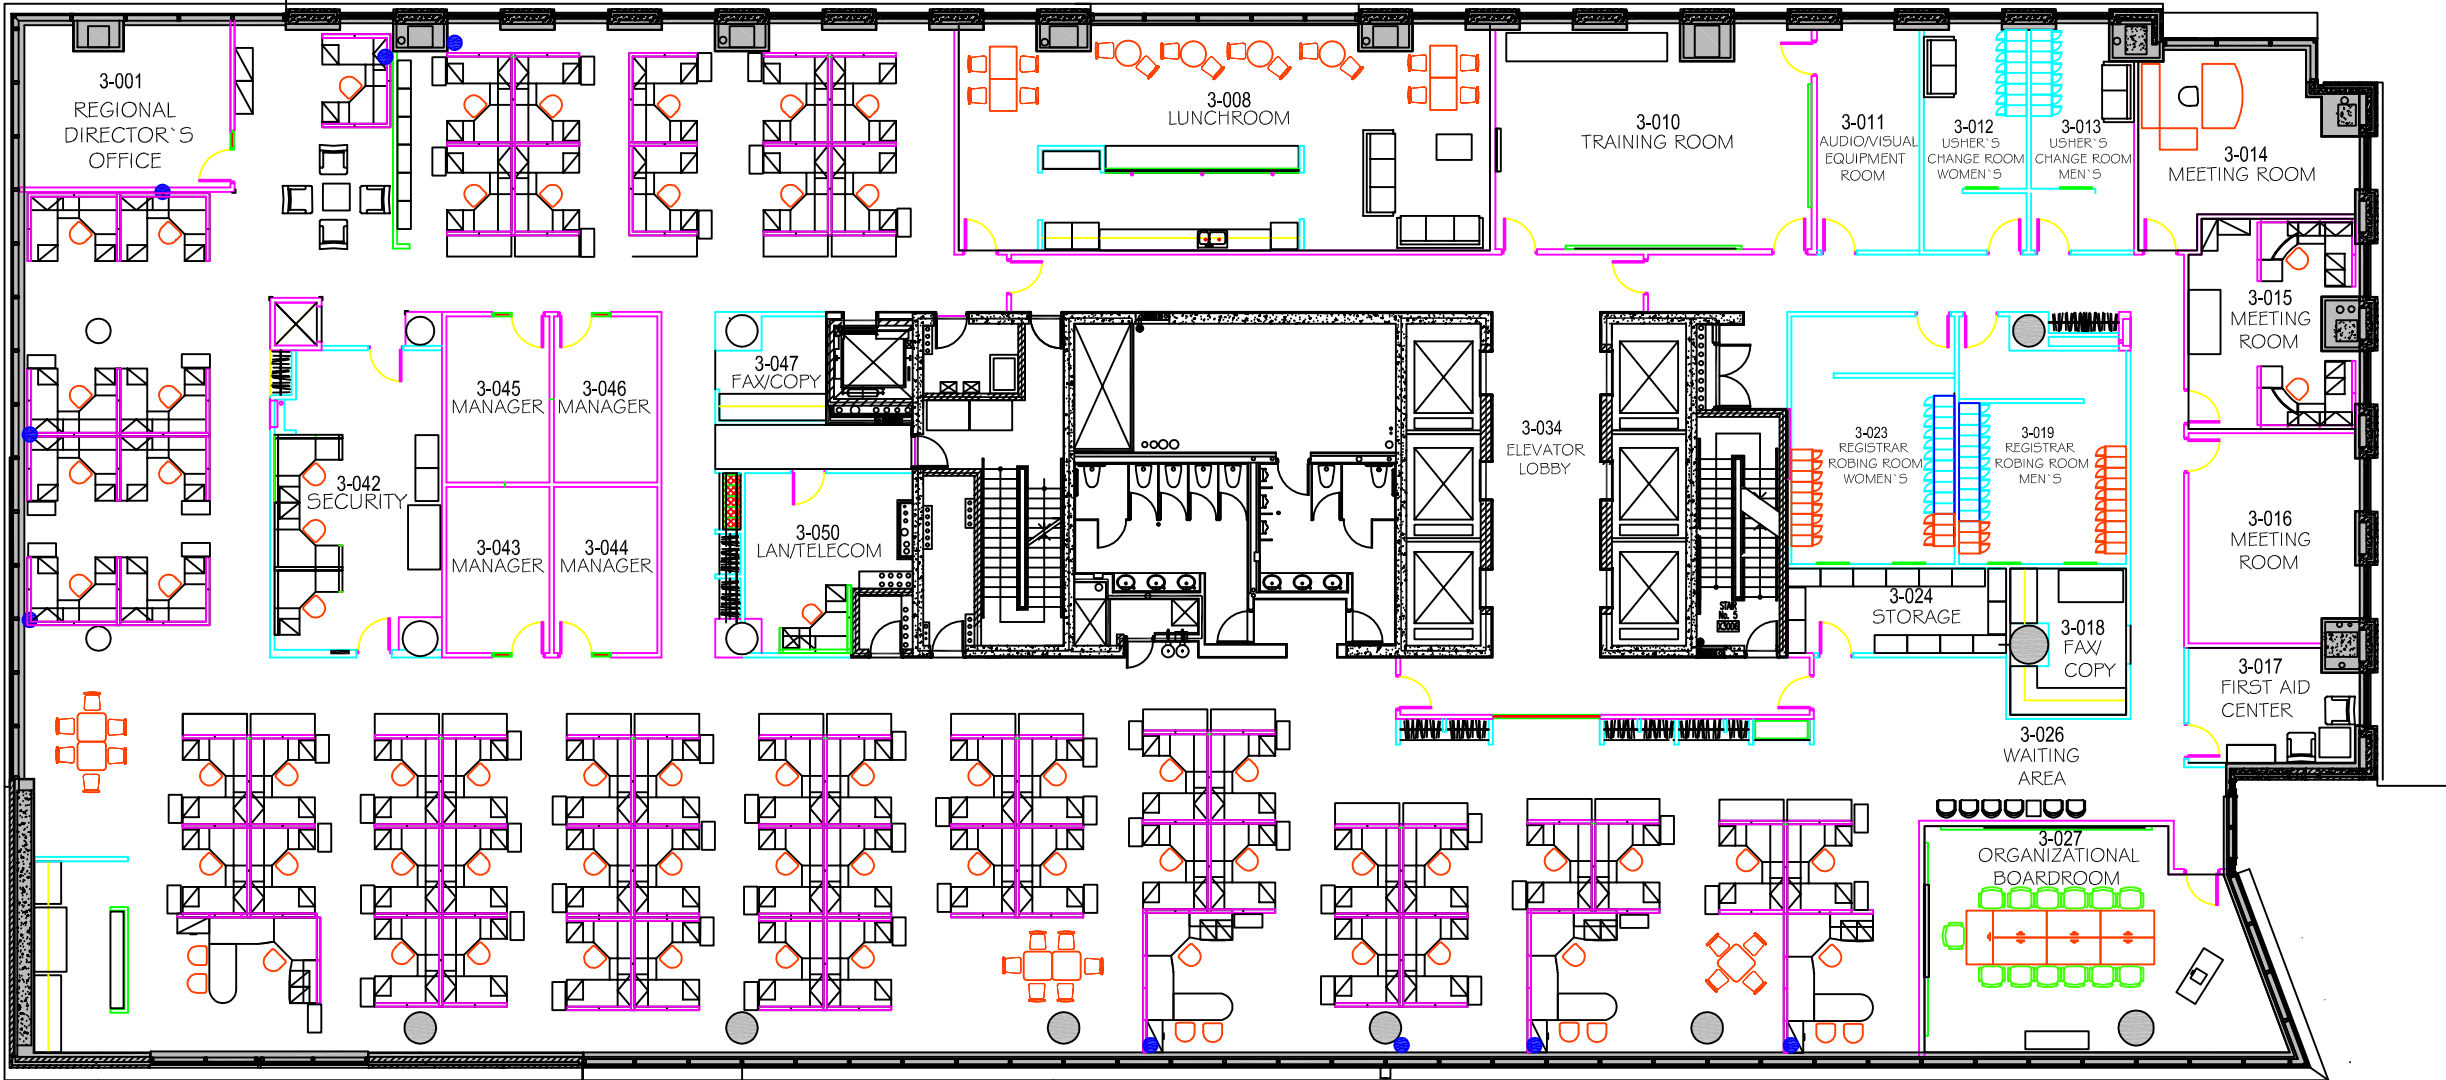 3-001
REGIONAL
DIRECTOR`S
OFFICE
3-008
LUNCHROOM
3-010
TRAINING ROOM
3-011
AUDIO/VISUAL
EQUIPMENT
ROOM
3-012
USHER`S
CHANGE ROOM
WOMEN`S
3-013
USHER`S
CHANGE ROOM
MEN`S
3-014
MEETING ROOM
3-015
MEETING
ROOM
3-047
FAX/COPY
3-045
MANAGER
3-046
MANAGER
3-034
ELEVATOR
LOBBY
3-023
REGISTRAR
ROBING ROOM
WOMEN`S
3-019
REGISTRAR
ROBING ROOM
MEN`S
3-042
SECURITY
3-043
MANAGER
3-044
MANAGER
3-050
LAN/TELECOM
3-016
MEETING
ROOM
3-024
STORAGE
STAIR
No. 5
X3006
3-018
FAX/
COPY
3-017
FIRST AID
CENTER
3-026
WAITING
AREA
3-027
ORGANIZATIONAL
BOARDROOM